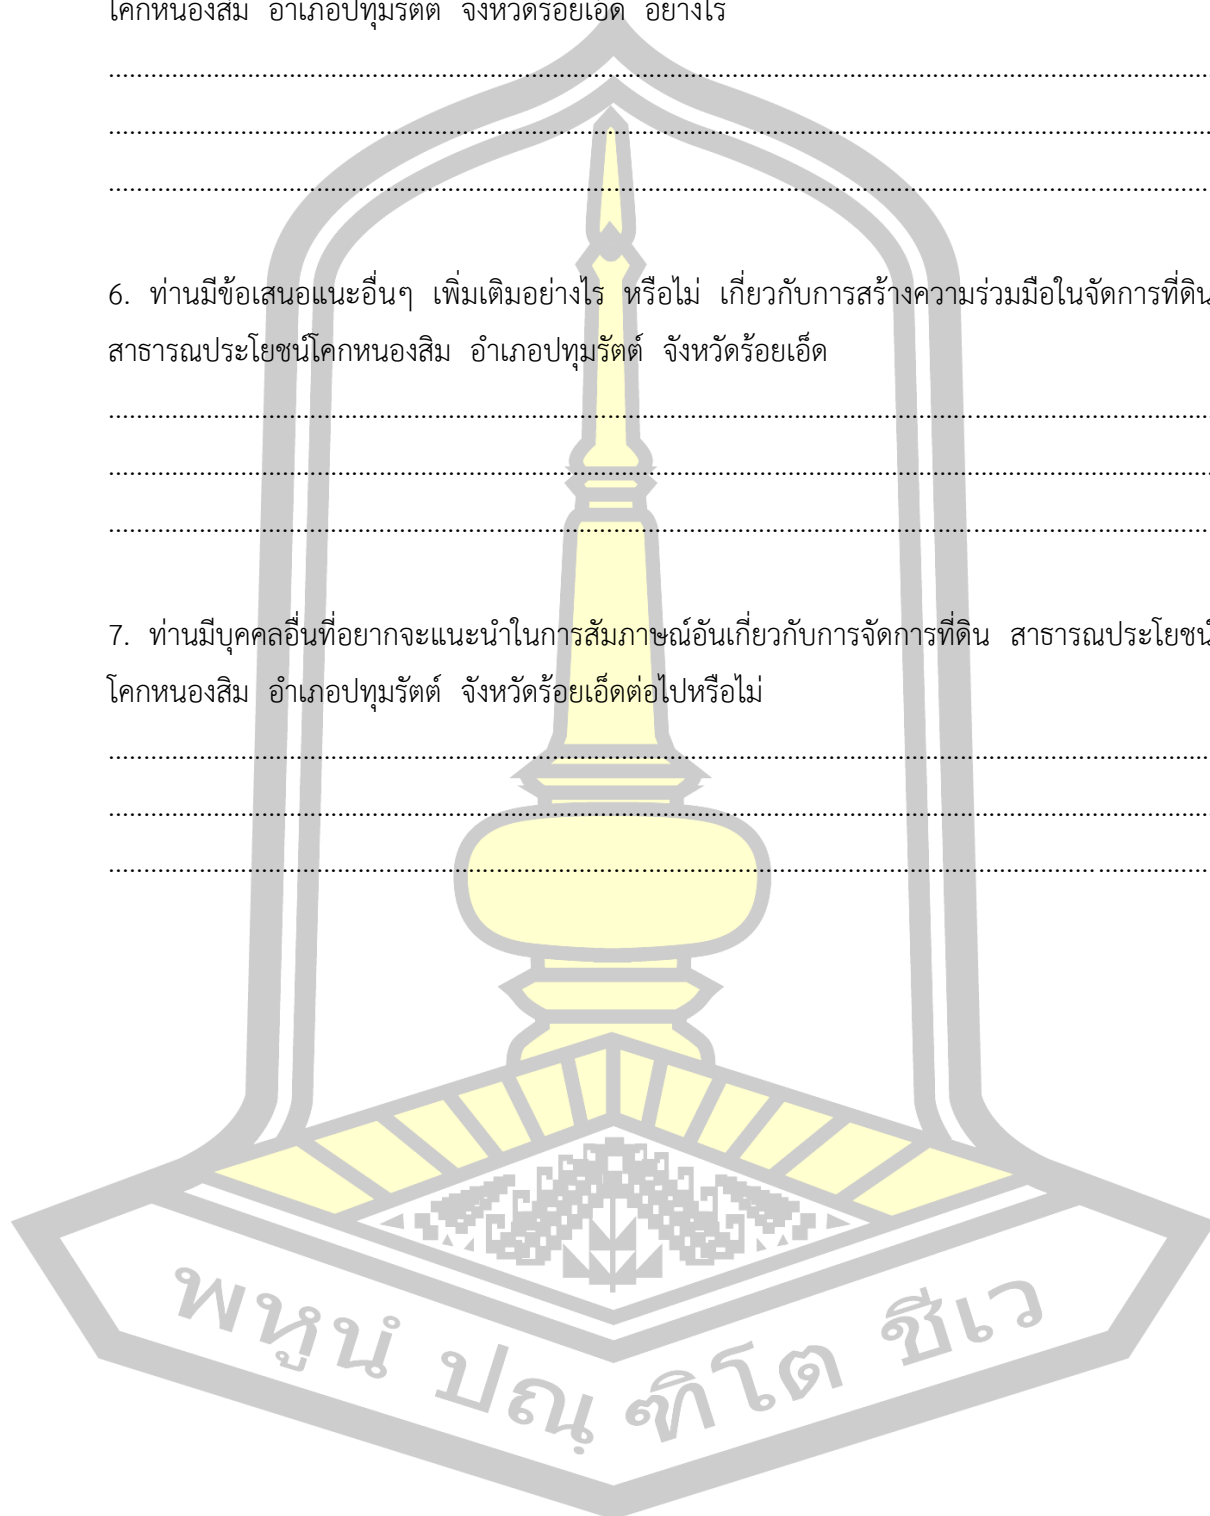 โคกหนองสิม อำเภอปทุมรัตต์ จังหวัดร้อยเอ็ด อย่างไร
................................................................................
................................................................................
................................................................................
6. ท่านมีข้อเสนอแนะอื่นๆ เพิ่มเติมอย่างไร หรือไม่ เกี่ยวกับการสร้างความร่วมมือในจัดการที่ดิน
สาธารณประโยชน์โคกหนองสิม อำเภอปทุมรัตต์ จังหวัดร้อยเอ็ด
................................................................................
................................................................................
................................................................................
7. ท่านมีบุคคลอื่นที่อยากจะแนะนำในการสัมภาษณ์อันเกี่ยวกับการจัดการที่ดิน สาธารณประโยชน์
โคกหนองสิม อำเภอปทุมรัตต์ จังหวัดร้อยเอ็ดต่อไปหรือไม่
................................................................................
................................................................................
................................................................................
พหูนํ ปณฺฑิโต ชีเว